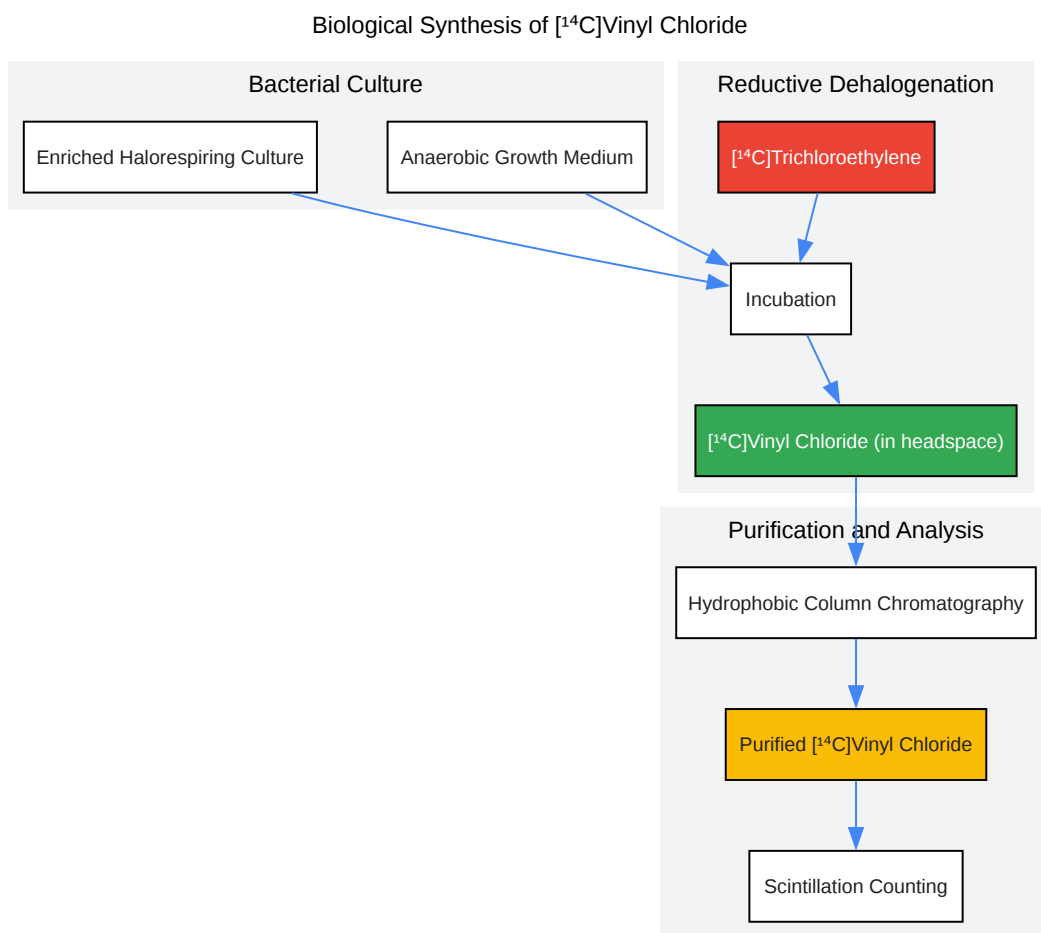 Biological Synthesis of [¹⁴C]Vinyl Chloride
Bacterial Culture
Enriched Halorespiring Culture
Anaerobic Growth Medium
Reductive Dehalogenation
[¹⁴C]Trichloroethylene
Incubation
[¹⁴C]Vinyl Chloride (in headspace)
Purification and Analysis
Hydrophobic Column Chromatography
Purified [¹⁴C]Vinyl Chloride
Scintillation Counting